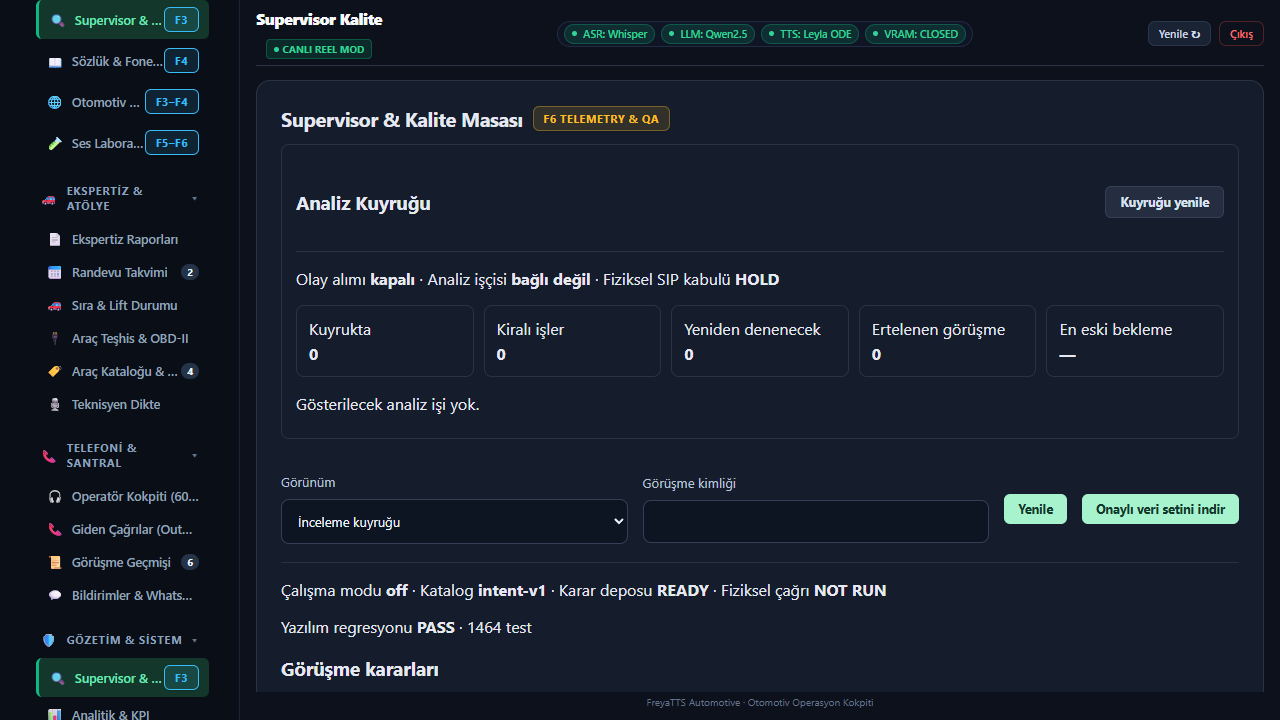 Supervisor & ... F3
Sözlük & Fone... F4
Otomotiv ... F3–F4
Ses Labora... F5–F6
EKSPERTİZ &
ATÖLYE
Ekspertiz Raporları
Randevu Takvimi 2
Sıra & Lift Durumu
Araç Teşhis & OBD-II
Araç Kataloğu & ... 4
Teknisyen Dikte
TELEFONİ &
SANTRAL
Operatör Kokpiti (60...
Giden Çağrılar (Out...
Görüşme Geçmişi 6
Bildirimler & Whats...
GÖZETİM & SİSTEM
Supervisor & ... F3
Analitik & KPI
Supervisor Kalite
CANLI REEL MOD
ASR: Whisper
LLM: Qwen2.5
TTS: Leyla ODE
VRAM: CLOSED
Yenile ↻
Çıkış
Supervisor & Kalite Masası
F6 TELEMETRY & QA
Analiz Kuyruğu
Kuyruğu yenile
Olay alımı kapalı · Analiz işçisi bağlı değil · Fiziksel SIP kabulü HOLD
Kuyrukta
0
Kiralı işler
0
Yeniden denenecek
0
Ertelenen görüşme
0
En eski bekleme
—
Gösterilecek analiz işi yok.
Görünüm
İnceleme kuyruğu
Görüşme kimliği
Yenile
Onaylı veri setini indir
Çalışma modu off · Katalog intent-v1 · Karar deposu READY · Fiziksel çağrı NOT RUN
Yazılım regresyonu PASS · 1464 test
Görüşme kararları
FreyaTTS Automotive · Otomotiv Operasyon Kokpiti